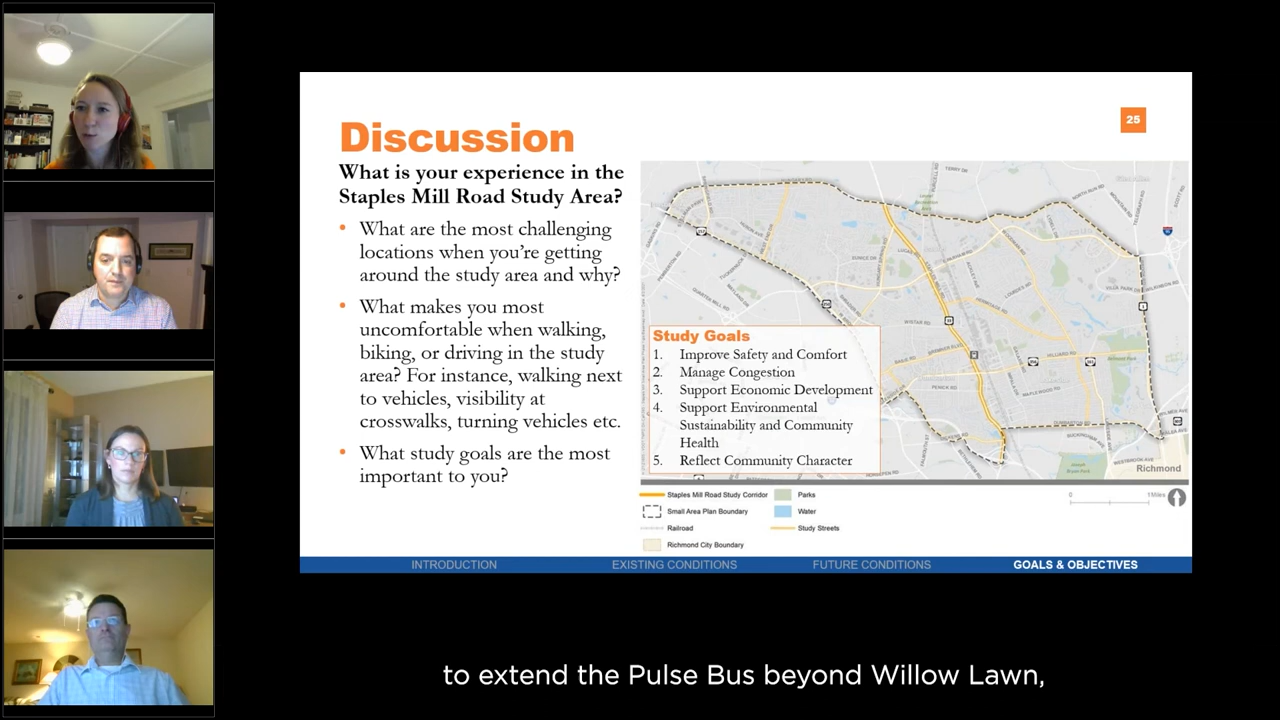 25
Discussion
What is your experience in the
Staples Mill Road Study Area?
• What are the most challenging
locations when you're getting
around the study area and why?
• What makes you most
uncomfortable when walking,
biking, or driving in the study
area? For instance, walking next
to vehicles, visibility at
crosswalks, turning vehicles etc.
• What study goals are the most
important to you?
Study Goals
1. Improve Safety and Comfort
2. Manage Congestion
3. Support Economic Development
4. Support Environmental
Sustainability and Community
Health
5. Reflect Community Character
WISTAR RD
Richmond
Staples Mill Road Study Corridor
Small Area Plan Boundary
Railroad
Richmond City Boundary
Parks
Water
Study Streets
0 1 Miles
INTRODUCTION EXISTING CONDITIONS FUTURE CONDITIONS GOALS & OBJECTIVES
to extend the Pulse Bus beyond Willow Lawn,